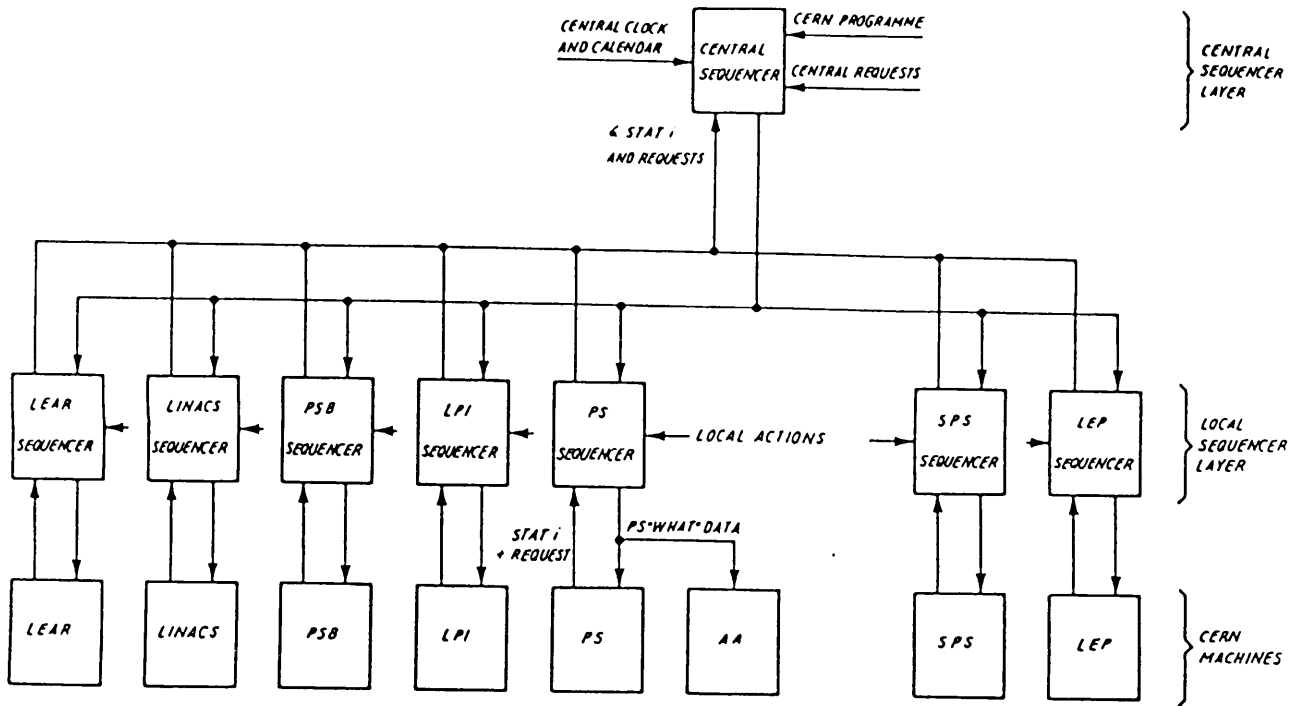 CENTRAL CLOCK
AND CALENDAR
CENTRAL
SEQUENCER
CERN PROGRAMME
CENTRAL REQUESTS
CENTRAL
SEQUENCER
LAYER
& STAT i
AND REQUESTS
LEAR
SEQUENCER
LINACS
SEQUENCER
PSB
SEQUENCER
LPI
SEQUENCER
PS
SEQUENCER
LOCAL ACTIONS
SPS
SEQUENCER
LEP
SEQUENCER
LOCAL
SEQUENCER
LAYER
STAT i
+ REQUEST
PS"WHAT" DATA
LEAR
LINACS
PSB
LPI
PS
AA
SPS
LEP
CERN
MACHINES